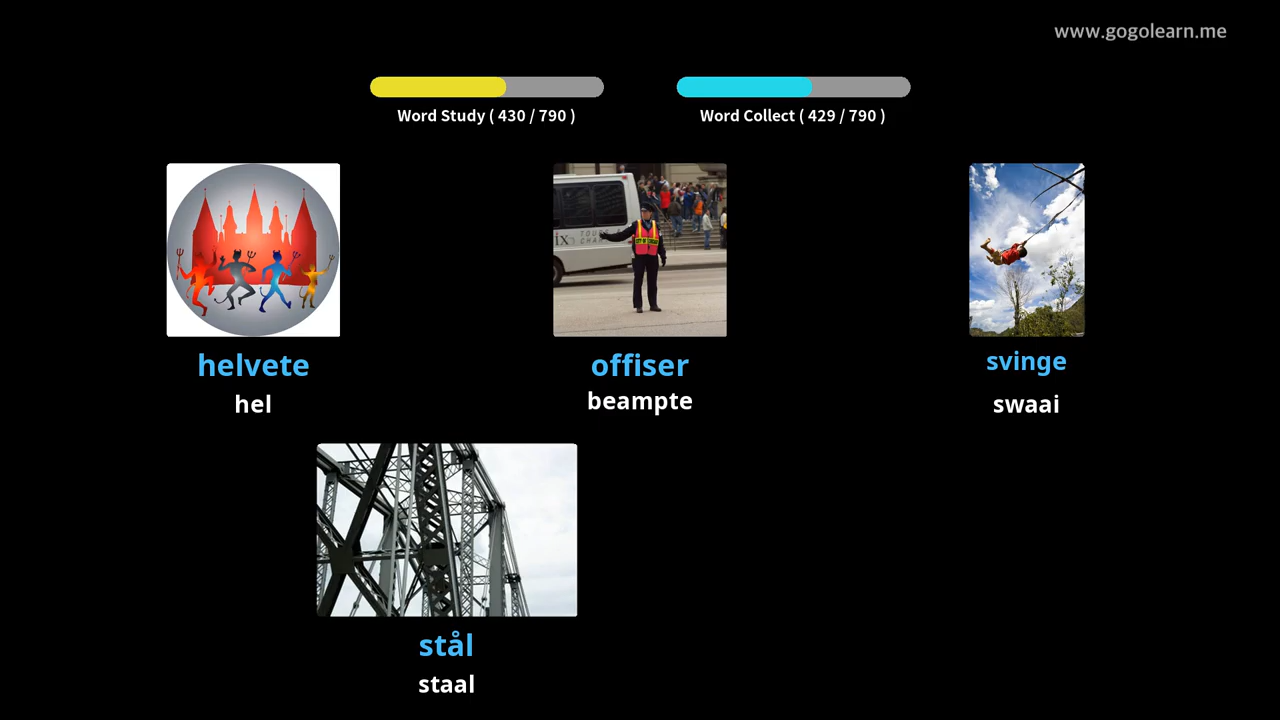 www.gogolearn.me
Word Study ( 430 / 790 )
Word Collect ( 429 / 790 )
helvete
offiser
svinge
hel
beampte
swaai
stål
staal